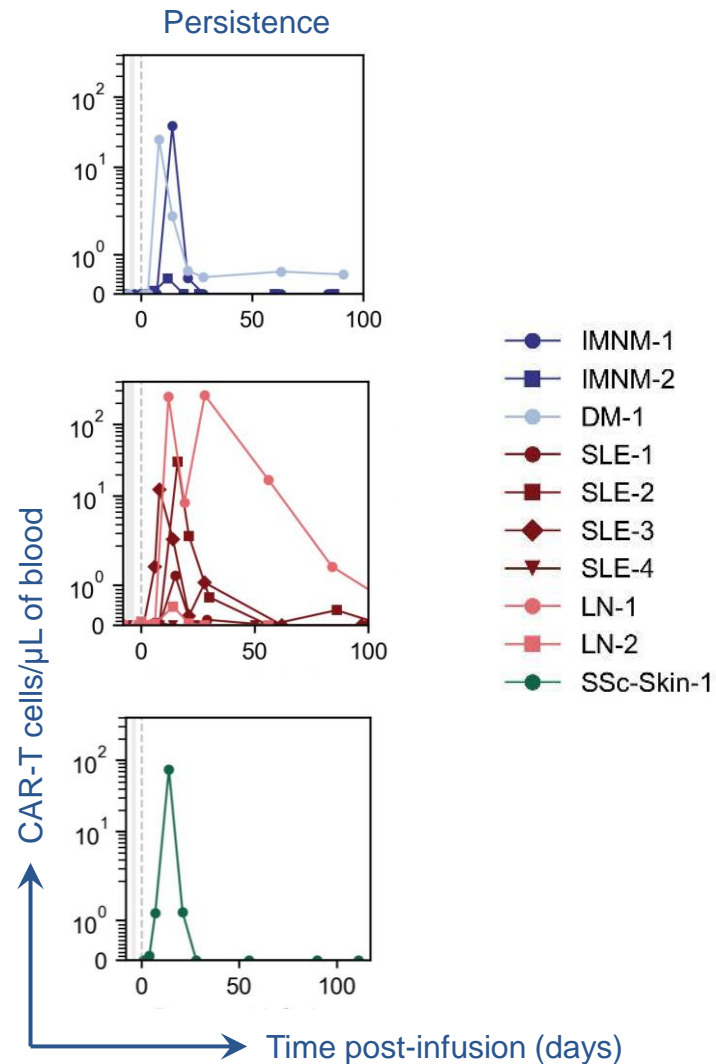 Persistence
10²
10¹
10⁰
0
0 50 100
10²
10¹
10⁰
0
0 50 100
10²
10¹
10⁰
0
0 50 100
IMNM-1
IMNM-2
DM-1
SLE-1
SLE-2
SLE-3
SLE-4
LN-1
LN-2
SSc-Skin-1
CAR-T cells/µL of blood
Time post-infusion (days)